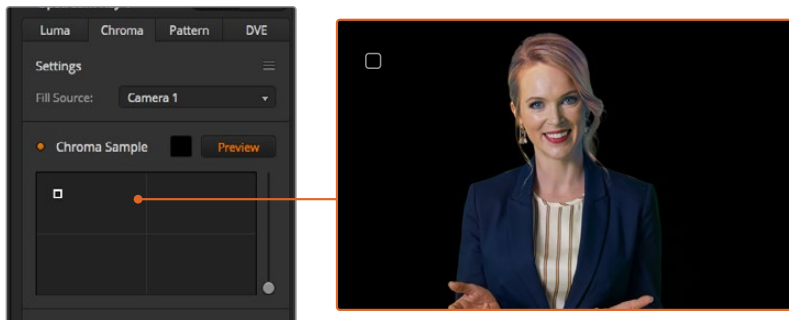 Luma Chroma Pattern DVE
Settings
Fill Source: Camera 1
Chroma Sample Preview